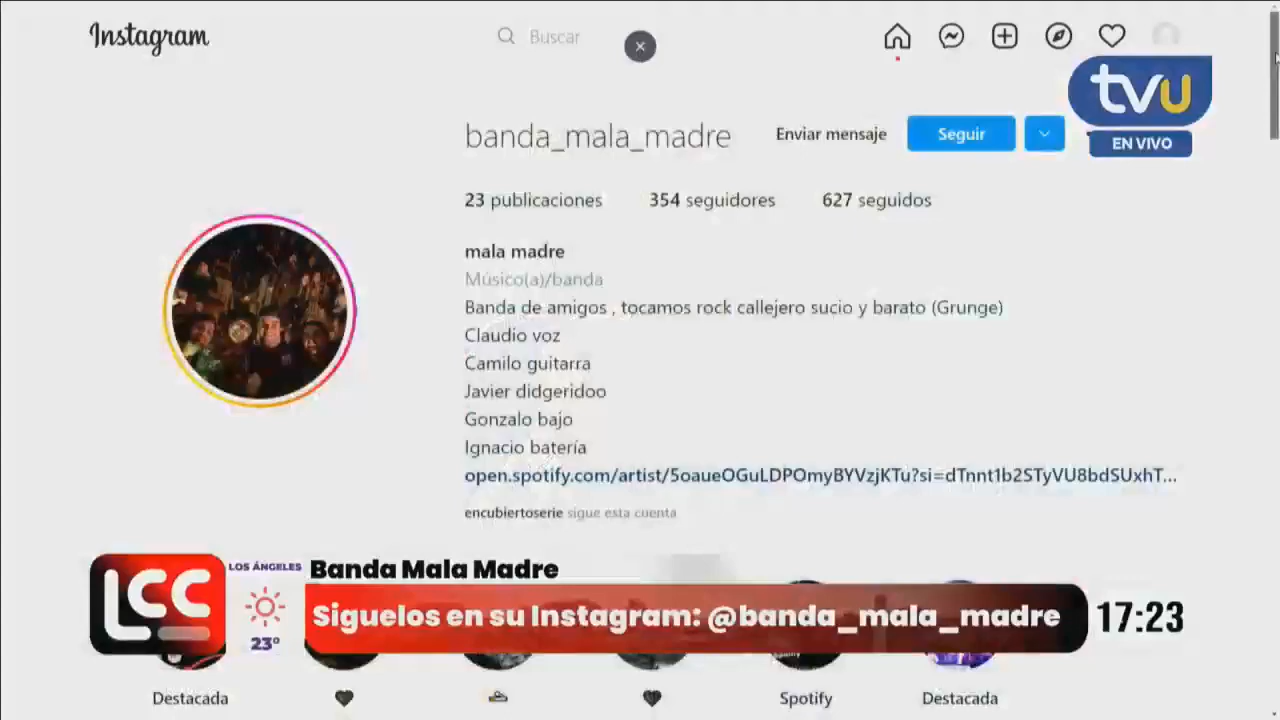 Instagram
Buscar
tvu
EN VIVO
banda_mala_madre
Enviar mensaje
Seguir
23 publicaciones
354 seguidores
627 seguidos
mala madre
Músico(a)/banda
Banda de amigos , tocamos rock callejero sucio y barato (Grunge)
Claudio voz
Camilo guitarra
Javier didgeridoo
Gonzalo bajo
Ignacio batería
open.spotify.com/artist/5oaueOGuLDPOmyBYVzjKTu?si=dTnnt1b2STyVU8bdSUxhT...
encubiertoserie sigue esta cuenta
LCC
LOS ÁNGELES
23°
Banda Mala Madre
Siguelos en su Instagram: @banda_mala_madre
17:23
Destacada
Spotify
Destacada